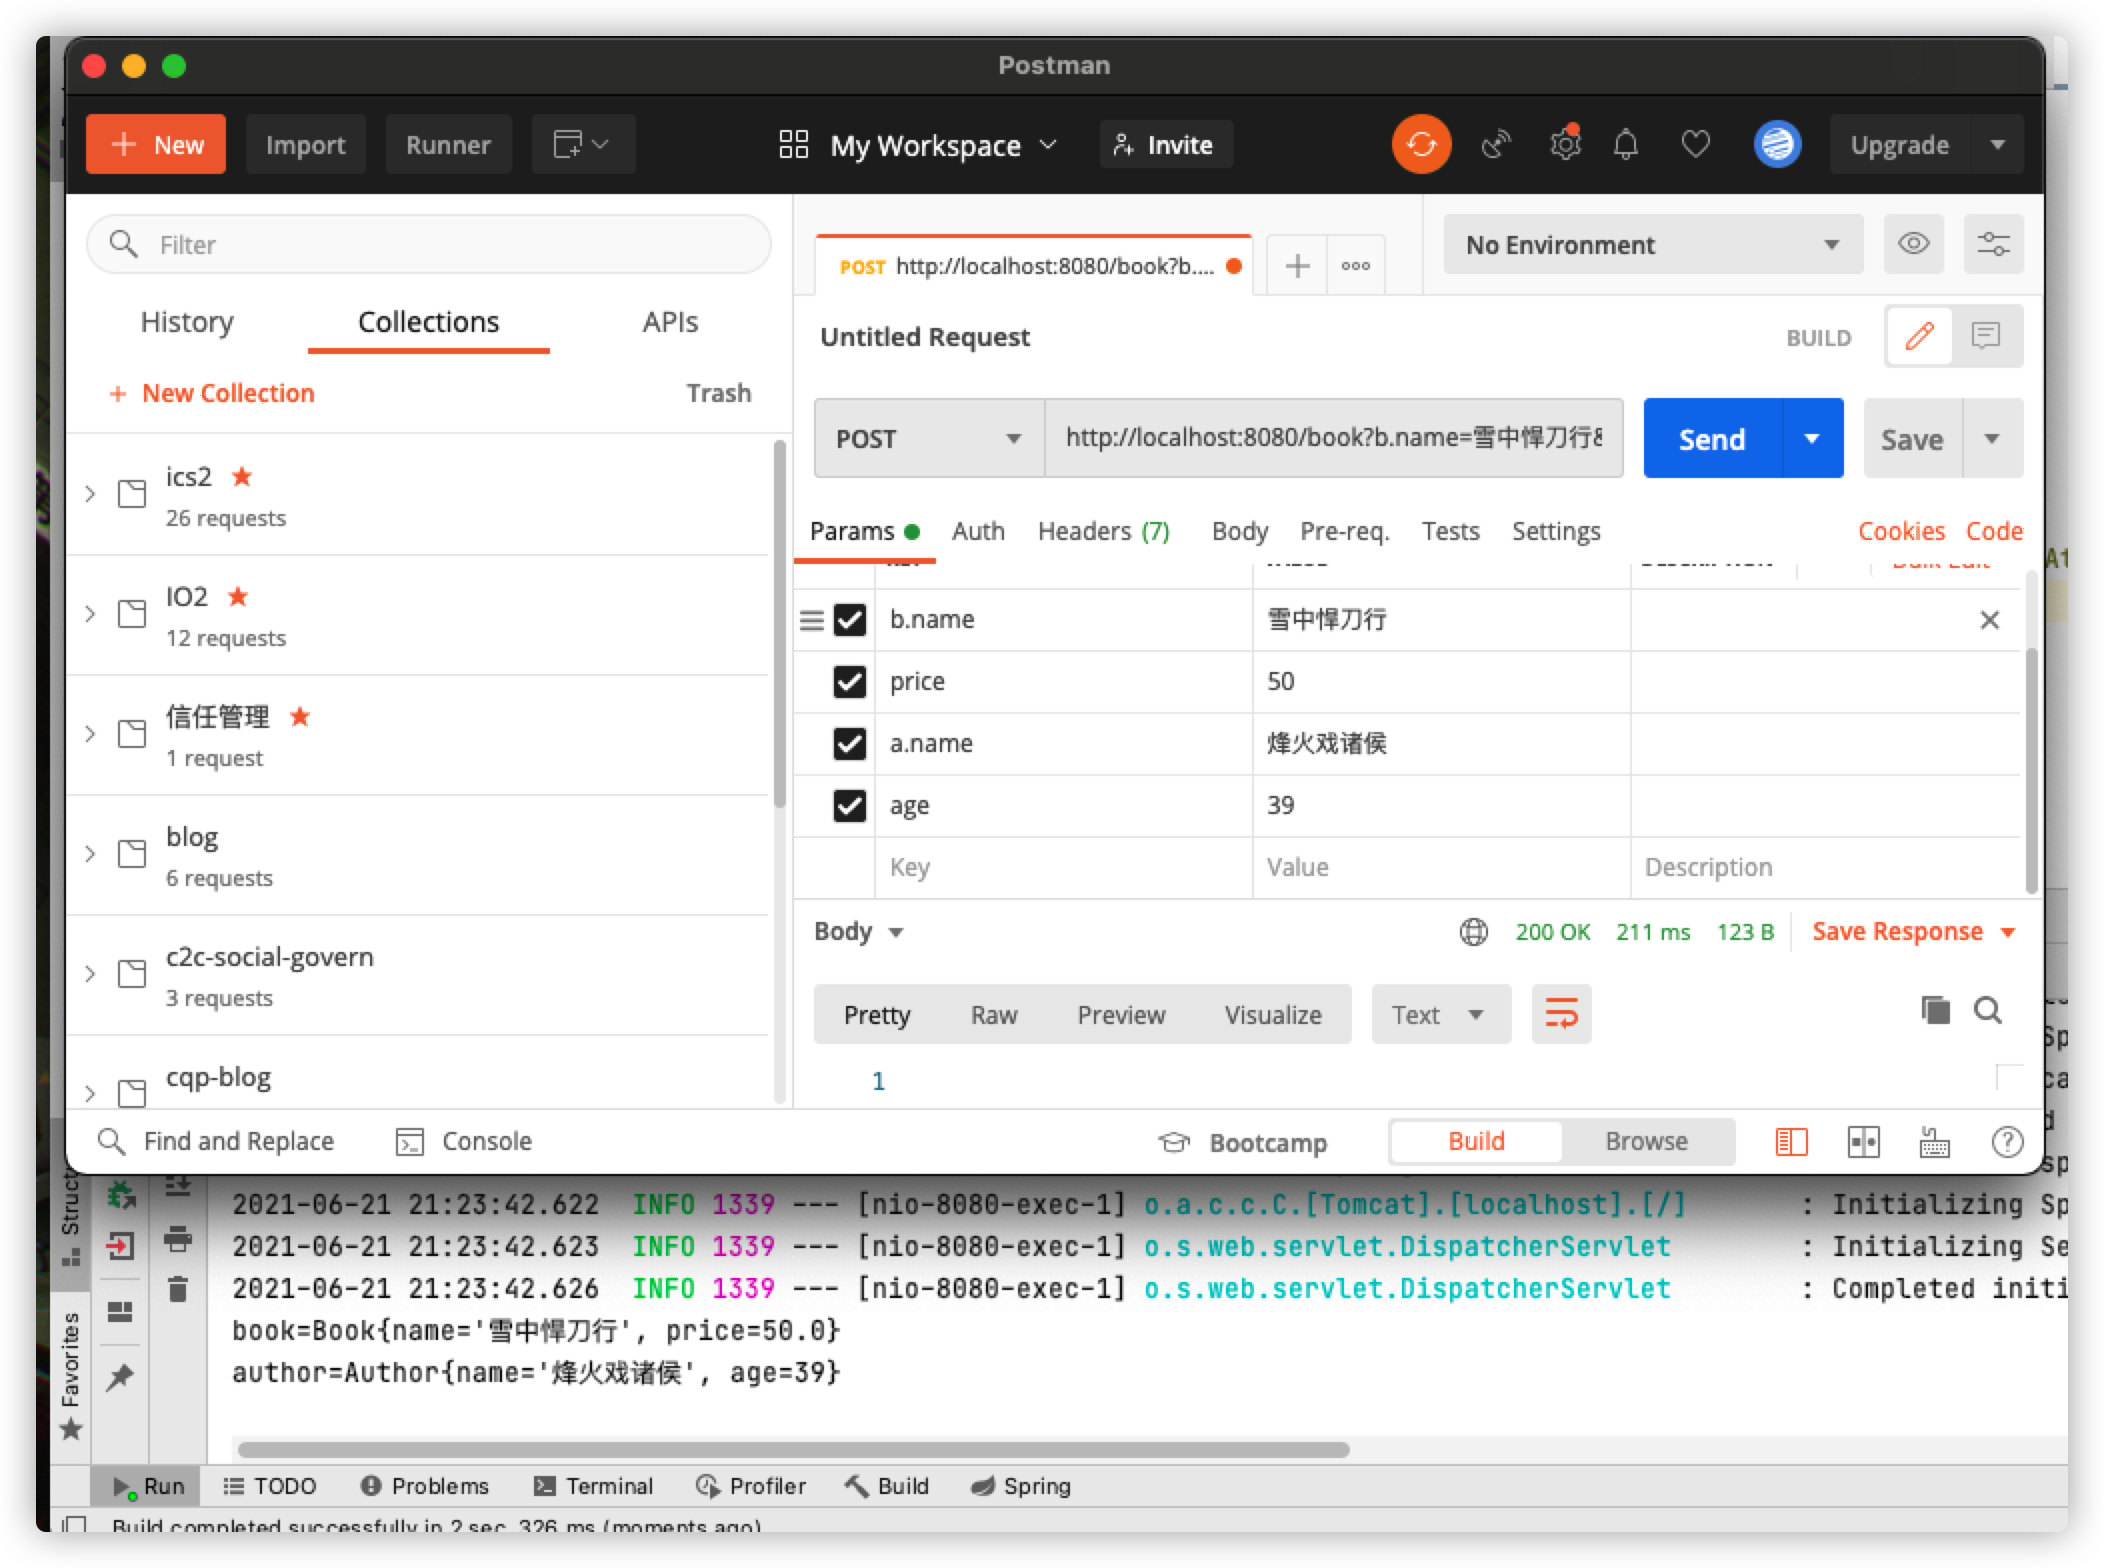 Postman
New Import Runner My Workspace Invite Upgrade
Filter
History Collections APIs
+ New Collection Trash
ics2
26 requests
IO2
12 requests
信任管理
1 request
blog
6 requests
c2c-social-govern
3 requests
cqp-blog
POST http://localhost:8080/book?b.... No Environment
Untitled Request BUILD
POST http://localhost:8080/book?b.name=雪中悍刀行& Send Save
Params Auth Headers (7) Body Pre-req. Tests Settings Cookies Code
b.name 雪中悍刀行
price 50
a.name 烽火戏诸侯
age 39
Key Value Description
Body 200 OK 211 ms 123 B Save Response
Pretty Raw Preview Visualize Text
1
Find and Replace Console Bootcamp Build Browse
2021-06-21 21:23:42.622 INFO 1339 --- [nio-8080-exec-1] o.a.c.c.C.[Tomcat].[localhost].[/] : Initializing Sp
2021-06-21 21:23:42.623 INFO 1339 --- [nio-8080-exec-1] o.s.web.servlet.DispatcherServlet : Initializing Se
2021-06-21 21:23:42.626 INFO 1339 --- [nio-8080-exec-1] o.s.web.servlet.DispatcherServlet : Completed initi
book=Book{name='雪中悍刀行', price=50.0}
author=Author{name='烽火戏诸侯', age=39}
Favorites
Run TODO Problems Terminal Profiler Build Spring
Build completed successfully in 2 sec, 326 ms (moments ago)